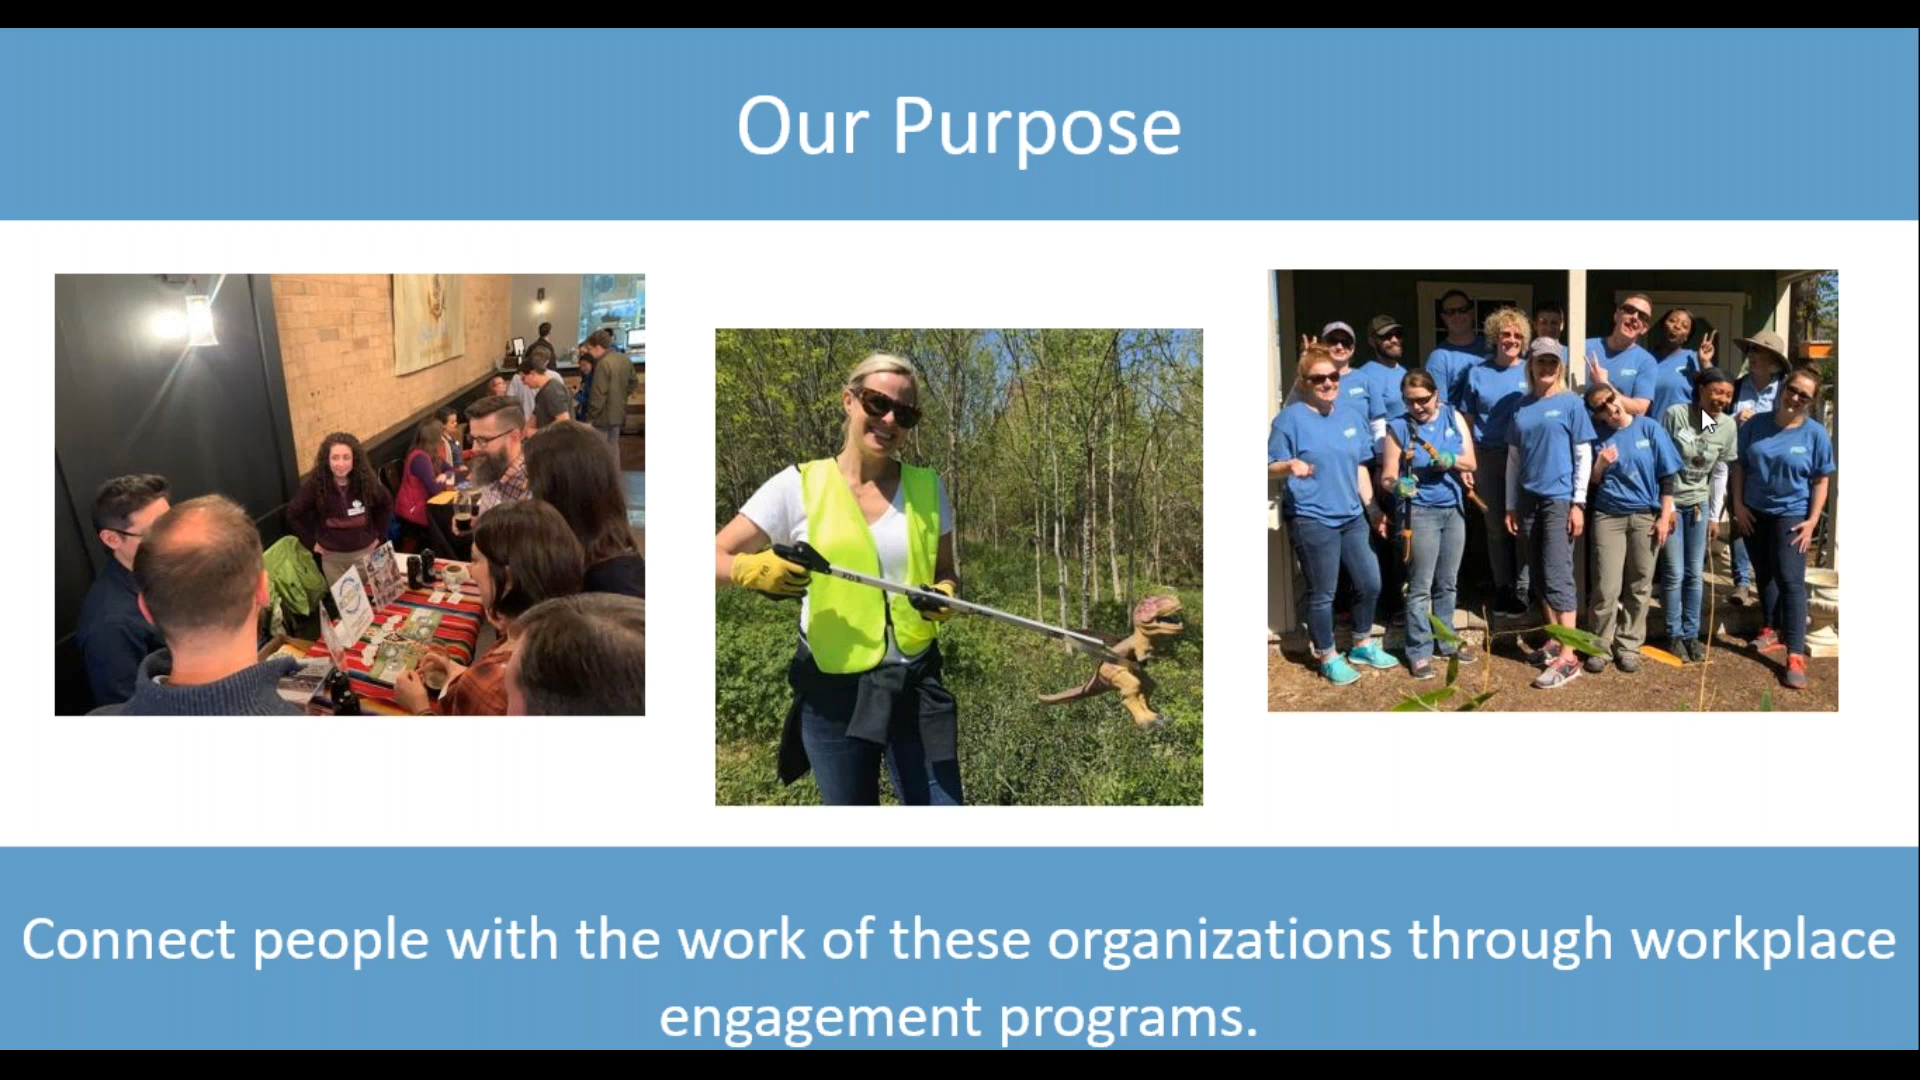 Our Purpose
Connect people with the work of these organizations through workplace
engagement programs.